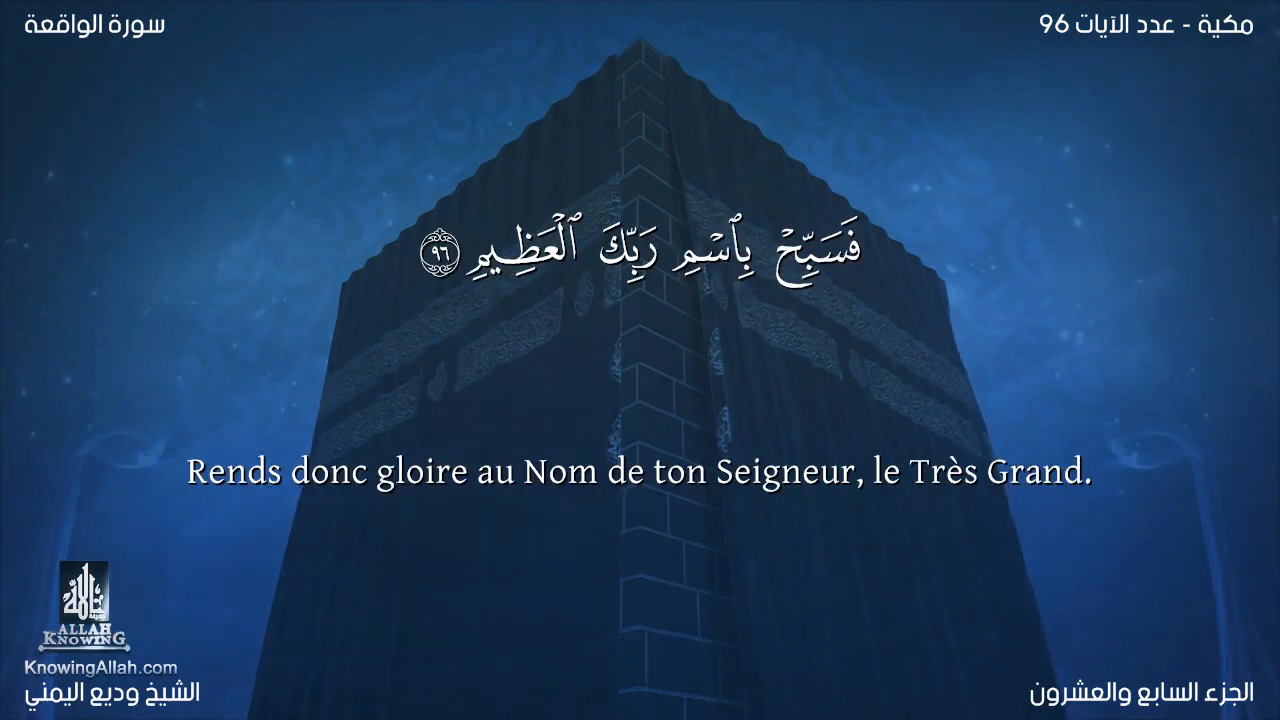 سورة الواقعة
مكية - عدد الآيات 96
فَسَبِّحْ بِٱسْمِ رَبِّكَ ٱلْعَظِيمِ ٩٦
Rends donc gloire au Nom de ton Seigneur, le Très Grand.
ALLAH
KNOWING
KnowingAllah.com
الشيخ وديع اليمني
الجزء السابع والعشرون